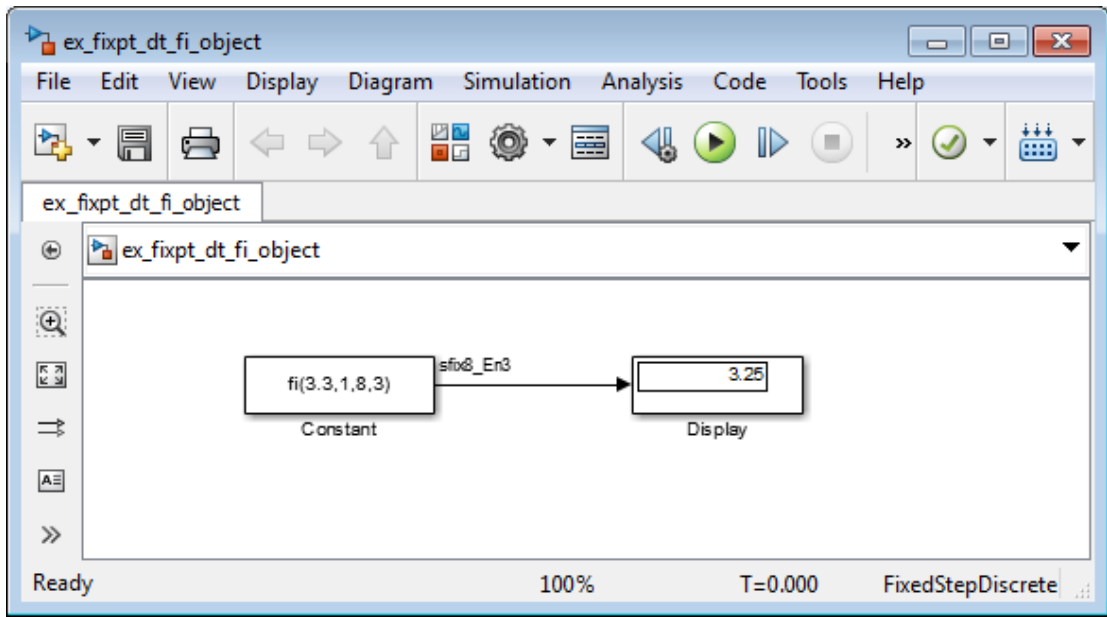 ex_fixpt_dt_fi_object
File Edit View Display Diagram Simulation Analysis Code Tools Help
ex_fixpt_dt_fi_object
ex_fixpt_dt_fi_object
fi(3.3,1,8,3)
sfix8_En3
3.25
Constant
Display
Ready 100% T=0.000 FixedStepDiscrete